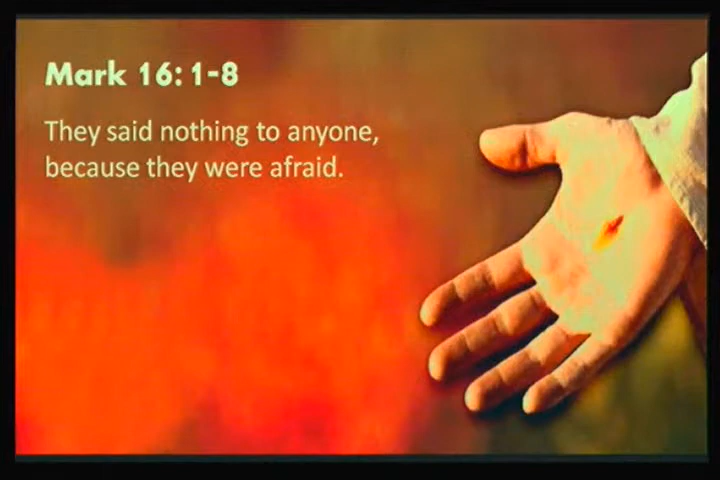 Mark 16: 1-8
They said nothing to anyone,
because they were afraid.